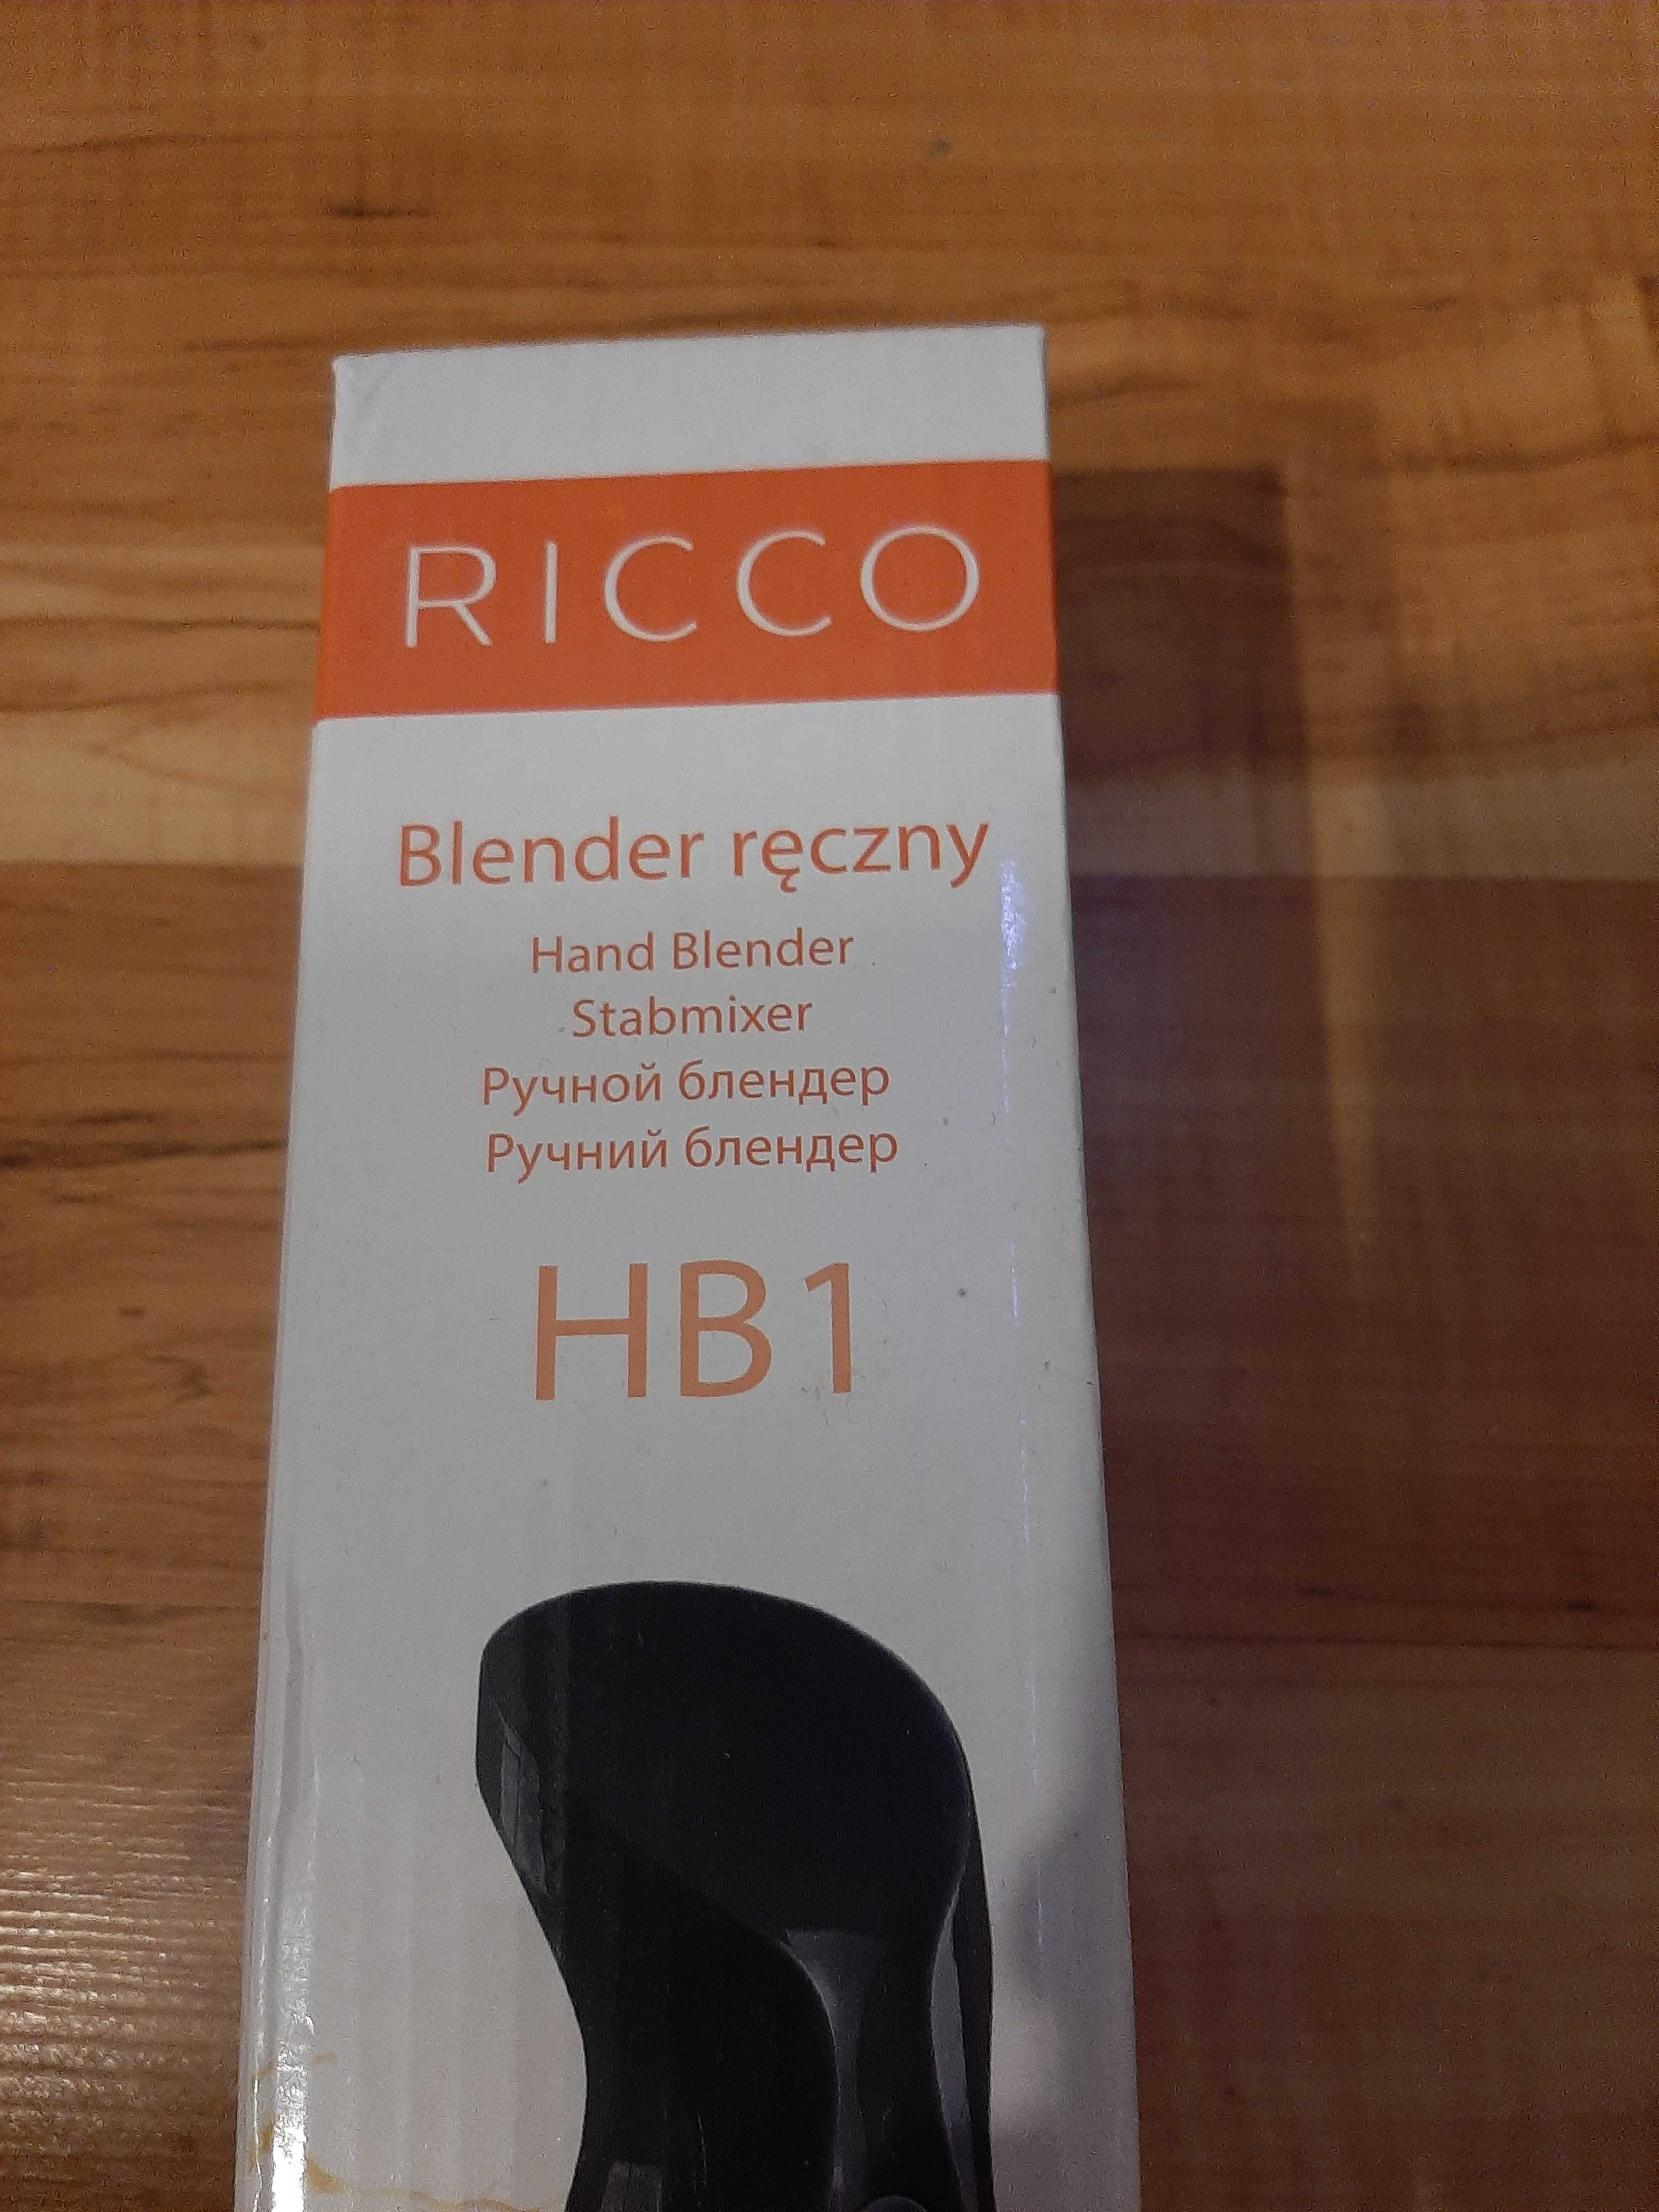 RICCO
Blender ręczny
Hand Blender
Stabmixer
Ручной блендер
Ручний блендер
HB1